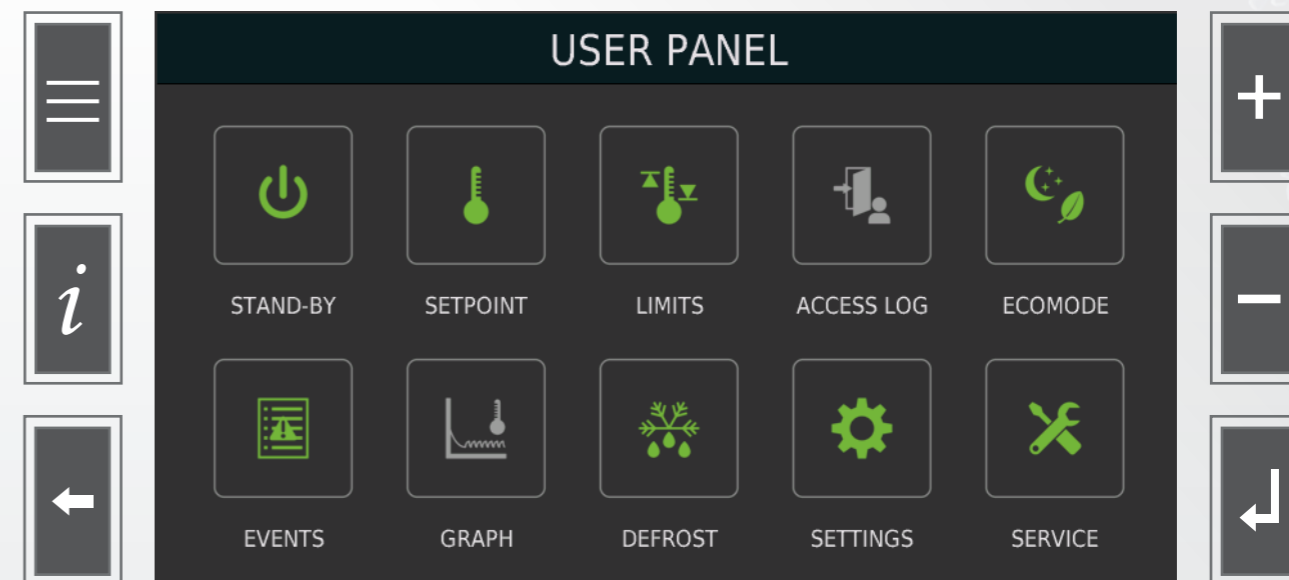 USER PANEL
STAND-BY
SETPOINT
LIMITS
ACCESS LOG
ECOMODE
i
EVENTS
GRAPH
DEFROST
SETTINGS
SERVICE